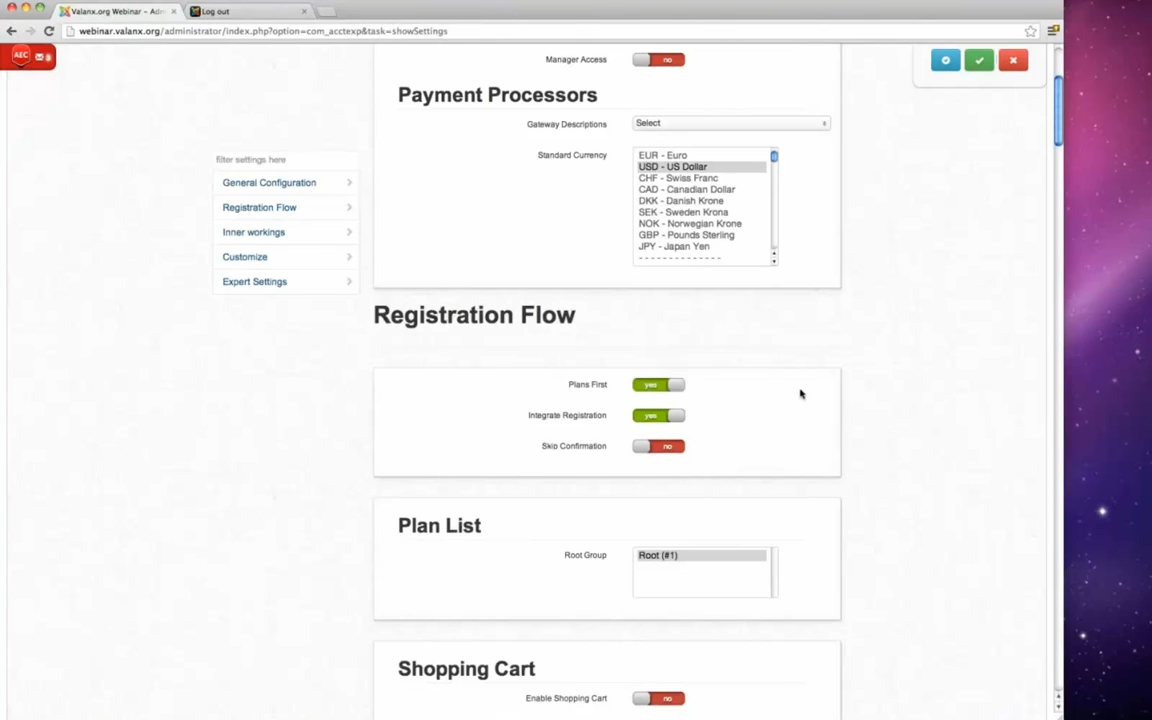 Valanx.org Webinar – Adm
Log out
webinar.valanx.org/administrator/index.php?option=com_acctexp&task=showSettings
AEC
Manager Access
no
Payment Processors
Gateway Descriptions
Select
Standard Currency
EUR - Euro
USD - US Dollar
CHF - Swiss Franc
CAD - Canadian Dollar
DKK - Danish Krone
SEK - Sweden Krona
NOK - Norwegian Krone
GBP - Pounds Sterling
JPY - Japan Yen
- - - - - - - - - - - - - -
filter settings here
General Configuration
Registration Flow
Inner workings
Customize
Expert Settings
Registration Flow
Plans First
yes
Integrate Registration
yes
Skip Confirmation
no
Plan List
Root Group
Root (#1)
Shopping Cart
Enable Shopping Cart
no